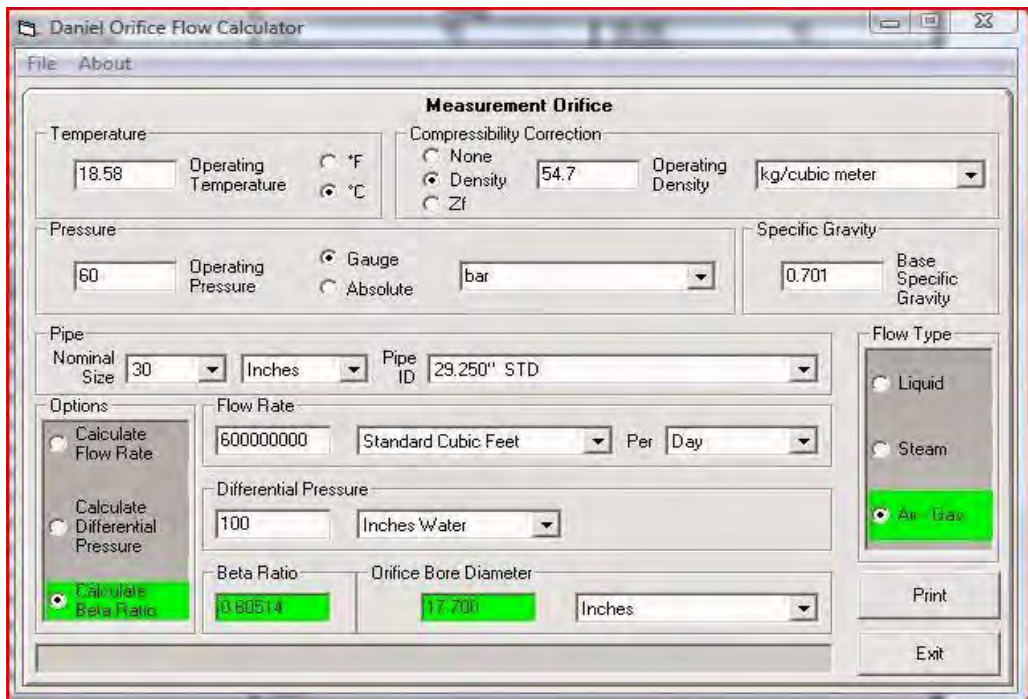 Daniel Orifice Flow Calculator
File About
Measurement Orifice
Temperature
18.58
Operating
Temperature
°F
°C
Compressibility Correction
None
Density
Zf
54.7
Operating
Density
kg/cubic meter
Pressure
60
Operating
Pressure
Gauge
Absolute
bar
Specific Gravity
0.701
Base
Specific
Gravity
Pipe
Nominal
Size
30
Inches
Pipe
ID
29.250" STD
Flow Type
Liquid
Steam
Air - Gas
Options
Calculate
Flow Rate
Calculate
Differential
Pressure
Calculate
Beta Ratio
Flow Rate
600000000
Standard Cubic Feet
Per
Day
Differential Pressure
100
Inches Water
Beta Ratio
0.60514
Orifice Bore Diameter
17.700
Inches
Print
Exit